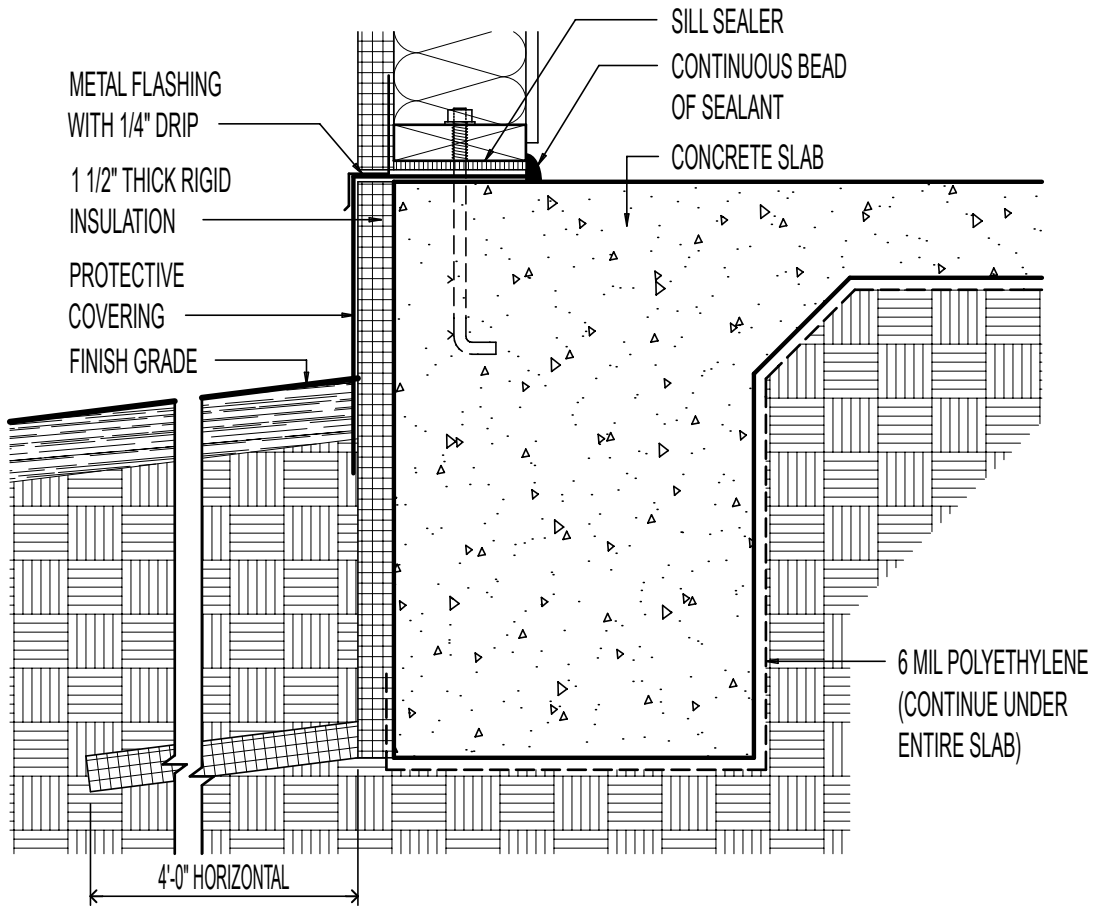 METAL FLASHING
WITH 1/4" DRIP
1 1/2" THICK RIGID
INSULATION
PROTECTIVE
COVERING
FINISH GRADE
SILL SEALER
CONTINUOUS BEAD
OF SEALANT
CONCRETE SLAB
6 MIL POLYETHYLENE
(CONTINUE UNDER
ENTIRE SLAB)
4'-0" HORIZONTAL